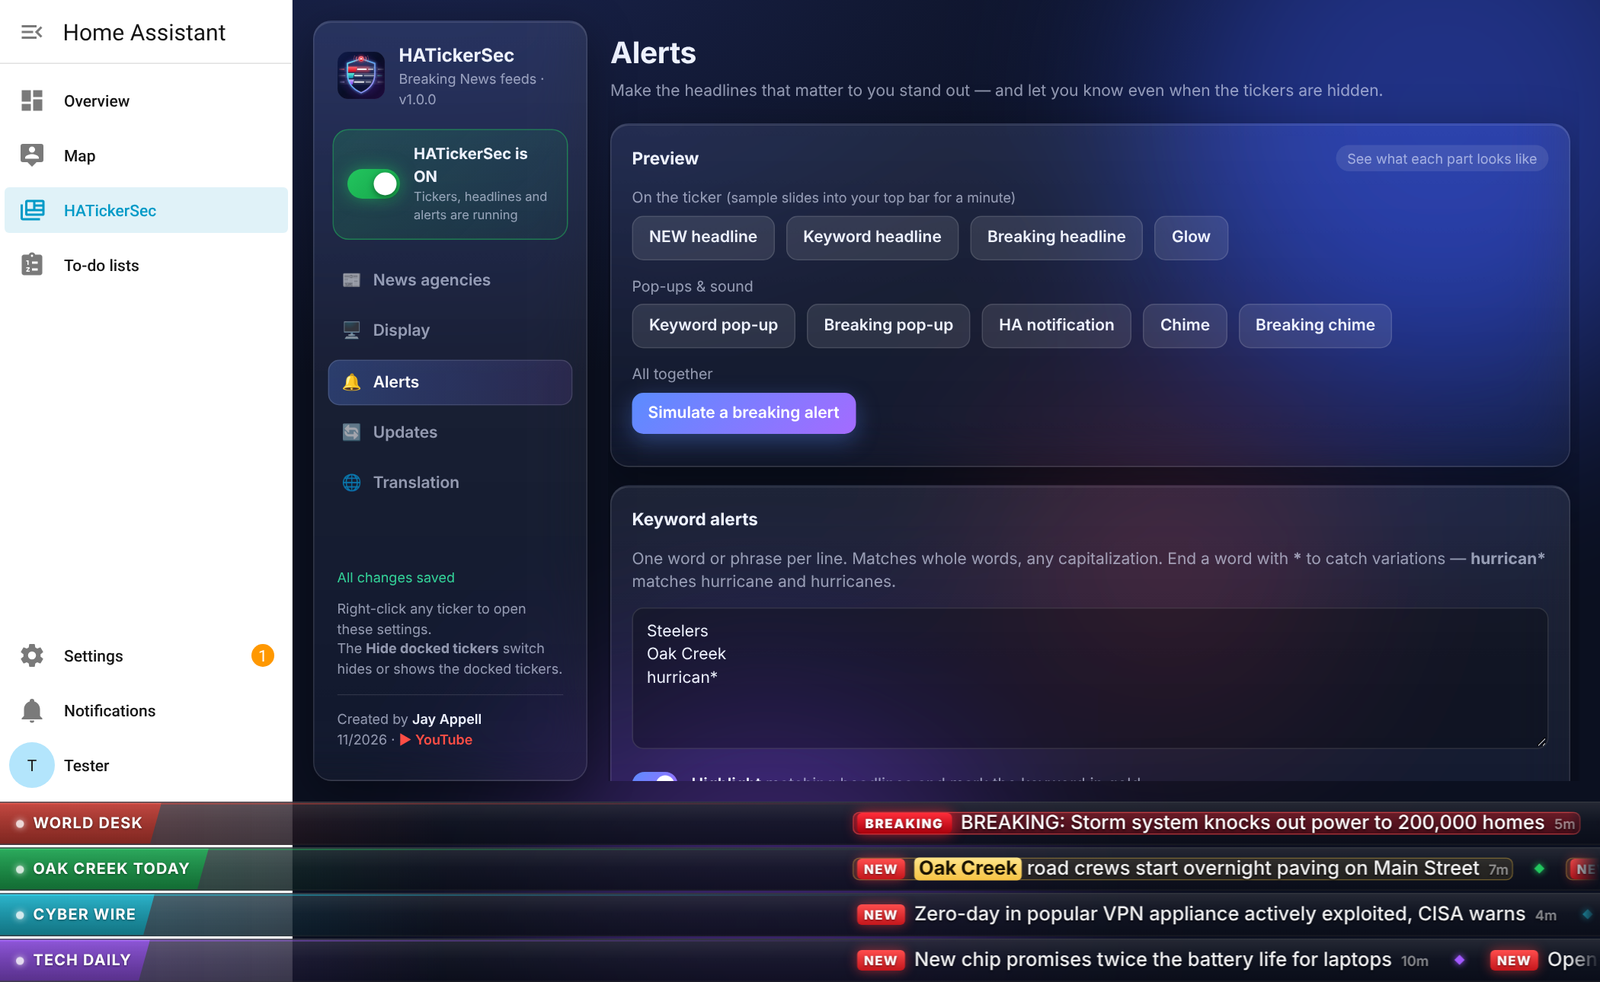 Home Assistant
Overview
Map
HATickerSec
To-do lists
Settings
1
Notifications
T
Tester
HATickerSec
Breaking News feeds ·
v1.0.0
HATickerSec is
ON
Tickers, headlines and
alerts are running
News agencies
Display
Alerts
Updates
Translation
All changes saved
Right-click any ticker to open
these settings.
The Hide docked tickers switch
hides or shows the docked tickers.
Created by Jay Appell
11/2026 · ▶ YouTube
Alerts
Make the headlines that matter to you stand out — and let you know even when the tickers are hidden.
Preview
See what each part looks like
On the ticker (sample slides into your top bar for a minute)
NEW headline
Keyword headline
Breaking headline
Glow
Pop-ups & sound
Keyword pop-up
Breaking pop-up
HA notification
Chime
Breaking chime
All together
Simulate a breaking alert
Keyword alerts
One word or phrase per line. Matches whole words, any capitalization. End a word with * to catch variations — hurrican*
matches hurricane and hurricanes.
Steelers
Oak Creek
hurrican*
Highlight matching headlines and mark the keyword in gold
WORLD DESK
BREAKING BREAKING: Storm system knocks out power to 200,000 homes 5m
OAK CREEK TODAY
NEW Oak Creek road crews start overnight paving on Main Street 7m
NE
CYBER WIRE
NEW Zero-day in popular VPN appliance actively exploited, CISA warns 4m
TECH DAILY
NEW New chip promises twice the battery life for laptops 10m
NEW Open